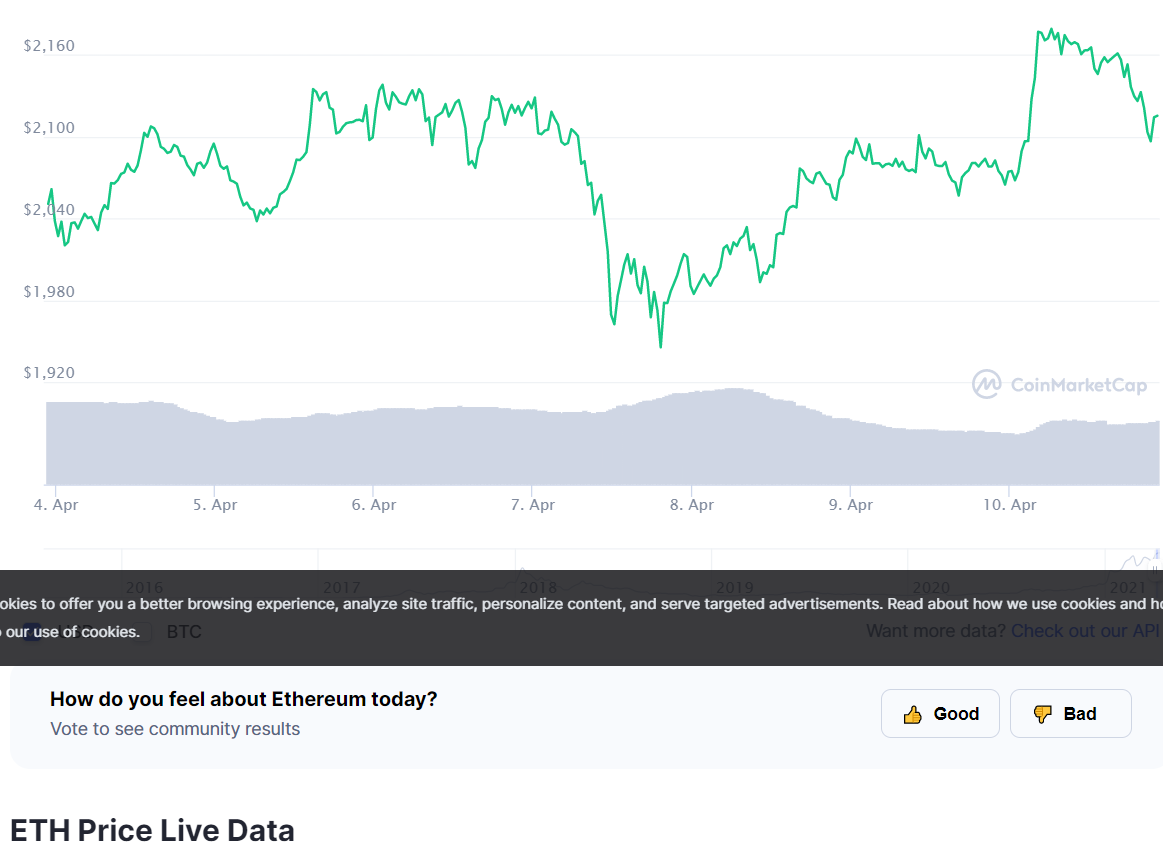 $2,160
$2,100
$2,040
$1,980
$1,920
CoinMarketCap
4. Apr 5. Apr 6. Apr 7. Apr 8. Apr 9. Apr 10. Apr
2016 2017 2018 2019 2020 2021
okies to offer you a better browsing experience, analyze site traffic, personalize content, and serve targeted advertisements. Read about how we use cookies and ho
our use of cookies.
USD BTC Want more data? Check out our API
How do you feel about Ethereum today?
Vote to see community results
Good Bad
ETH Price Live Data